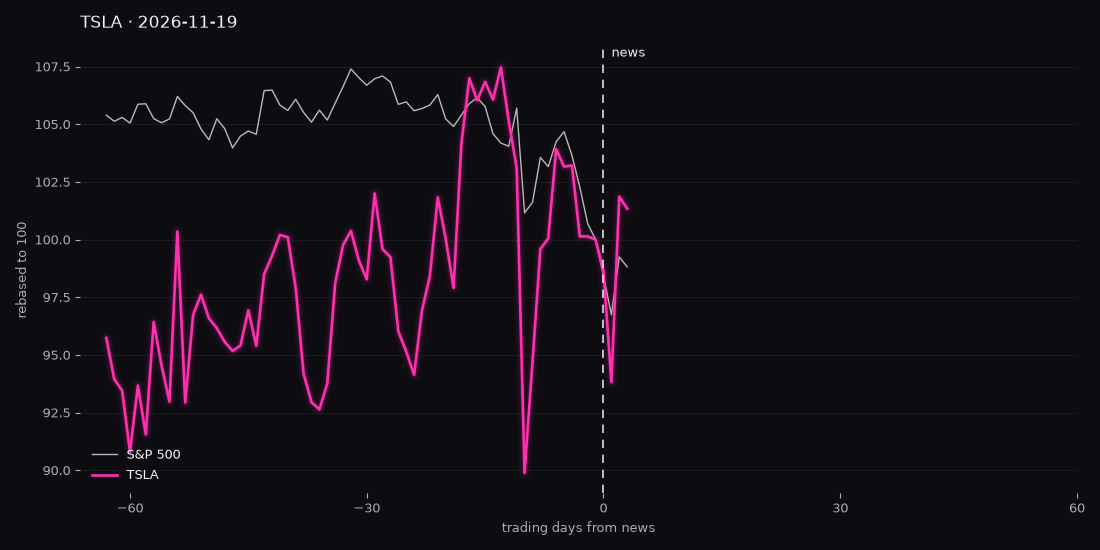 TSLA · 2026-11-19
news
107.5
105.0
102.5
100.0
97.5
95.0
92.5
90.0
rebased to 100
S&P 500
TSLA
−60
−30
0
30
60
trading days from news